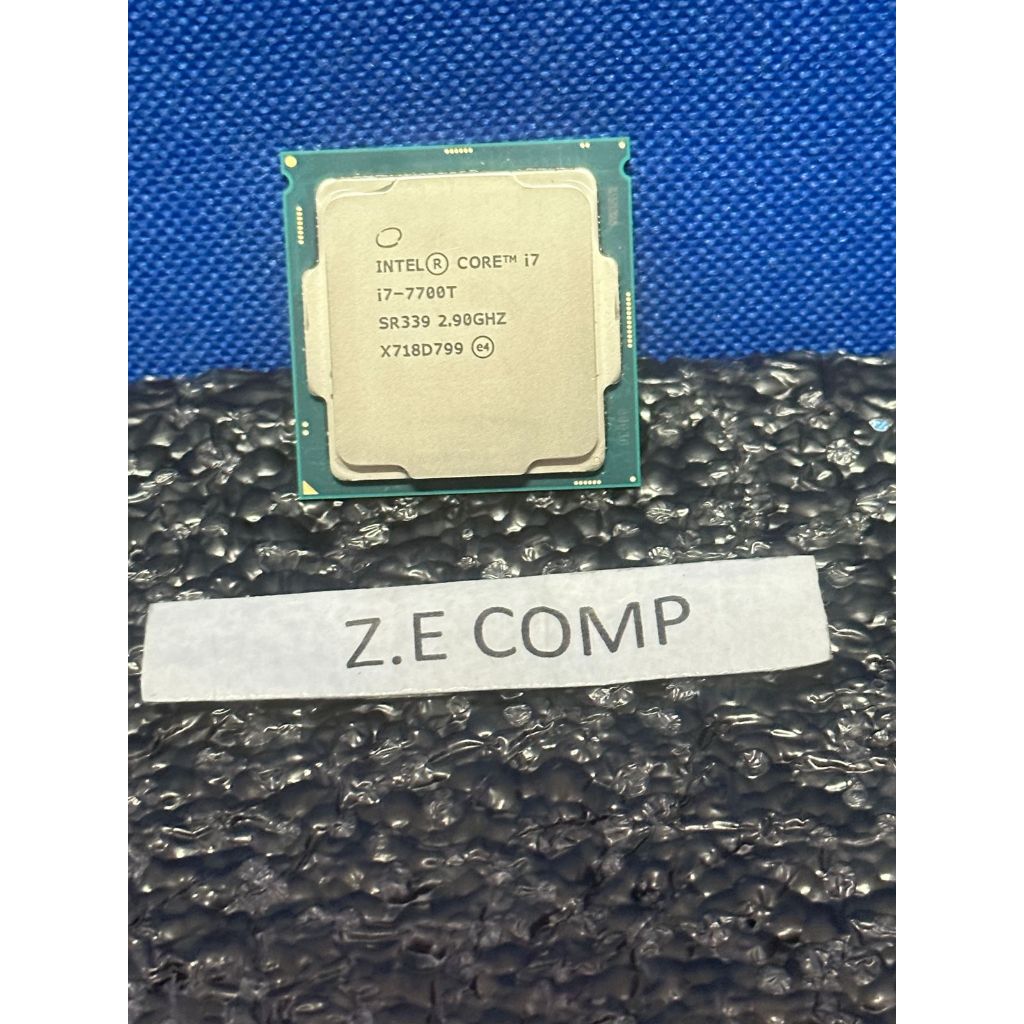 INTEL® CORE™ i7
i7-7700T
SR339 2.90GHZ
X718D799 e4
Z.E COMP